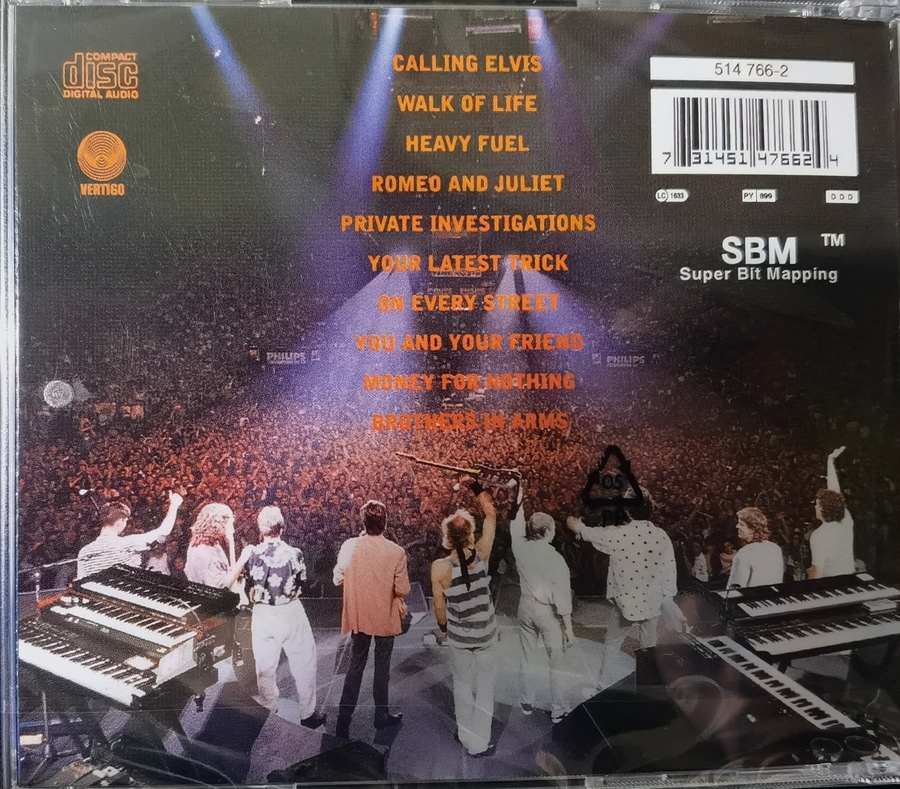 COMPACT
disc
DIGITAL AUDIO
VERTIGO
CALLING ELVIS
WALK OF LIFE
HEAVY FUEL
ROMEO AND JULIET
PRIVATE INVESTIGATIONS
YOUR LATEST TRICK
ON EVERY STREET
YOU AND YOUR FRIEND
MONEY FOR NOTHING
BROTHERS IN ARMS
514 766-2
7 31451 47662 4
LC 1633
PY 899
D D D
SBM TM
Super Bit Mapping
PHILIPS
PHILIPS